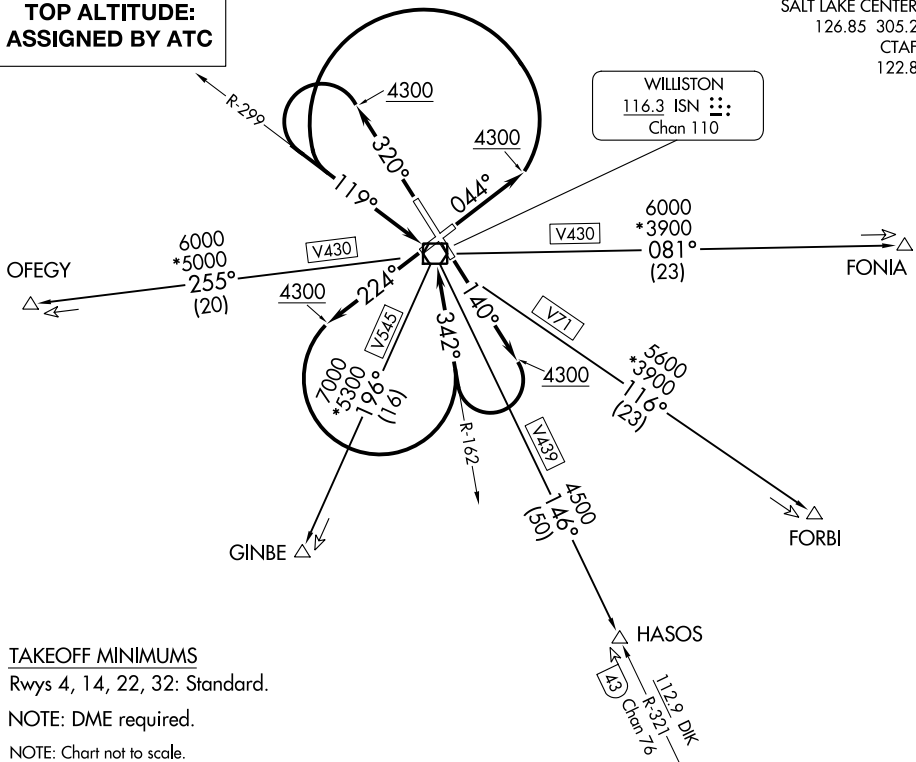 TOP ALTITUDE:
ASSIGNED BY ATC
SALT LAKE CENTER
126.85 305.2
CTAF
122.8
WILLISTON
116.3 ISN
Chan 110
R-299
4300
320°
119°
4300
044°
6000
*5000
V430
255°
(20)
OFEGY
V430
6000
*3900
081°
(23)
FONIA
4300
224°
V545
7000
*5300
196°
(16)
GINBE
342°
R-162
140°
4300
V71
5600
*3900
116°
(23)
FORBI
V439
4500
146°
(50)
HASOS
43
112.9 DIK
R-321
Chan 76
TAKEOFF MINIMUMS
Rwys 4, 14, 22, 32: Standard.
NOTE: DME required.
NOTE: Chart not to scale.